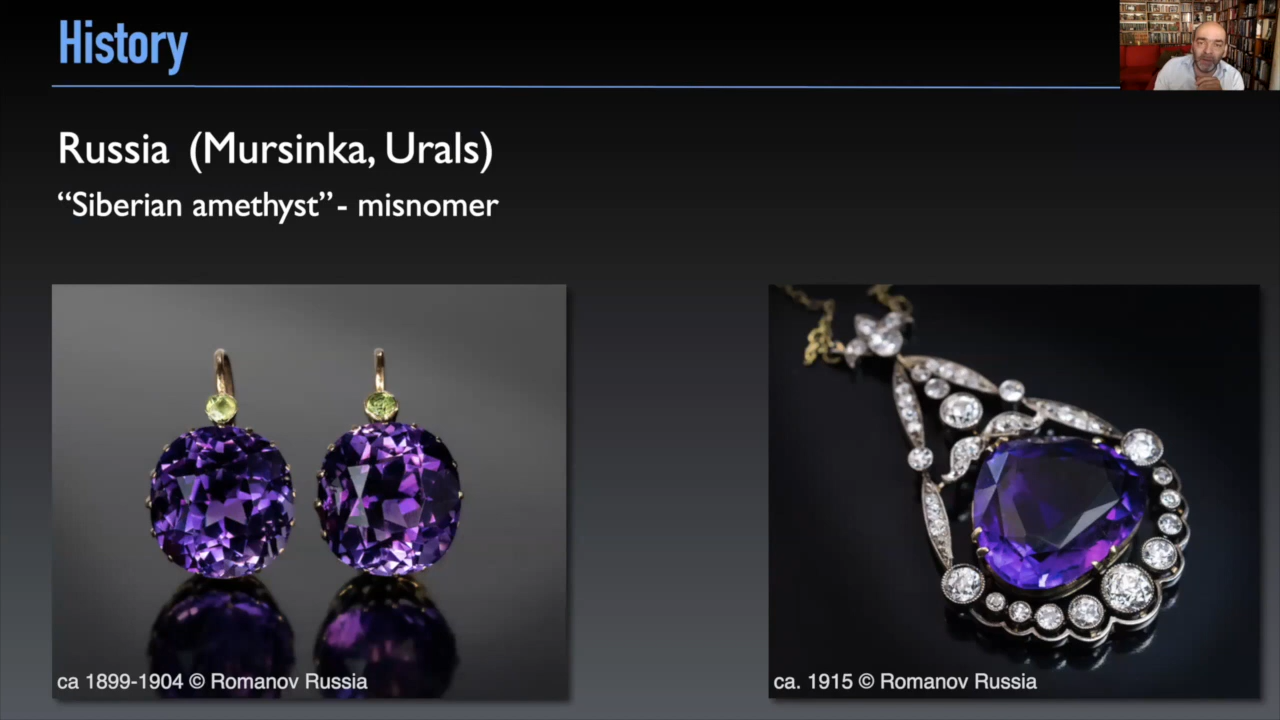 History
Russia (Mursinka, Urals)
“Siberian amethyst” - misnomer
ca 1899-1904 © Romanov Russia
ca. 1915 © Romanov Russia